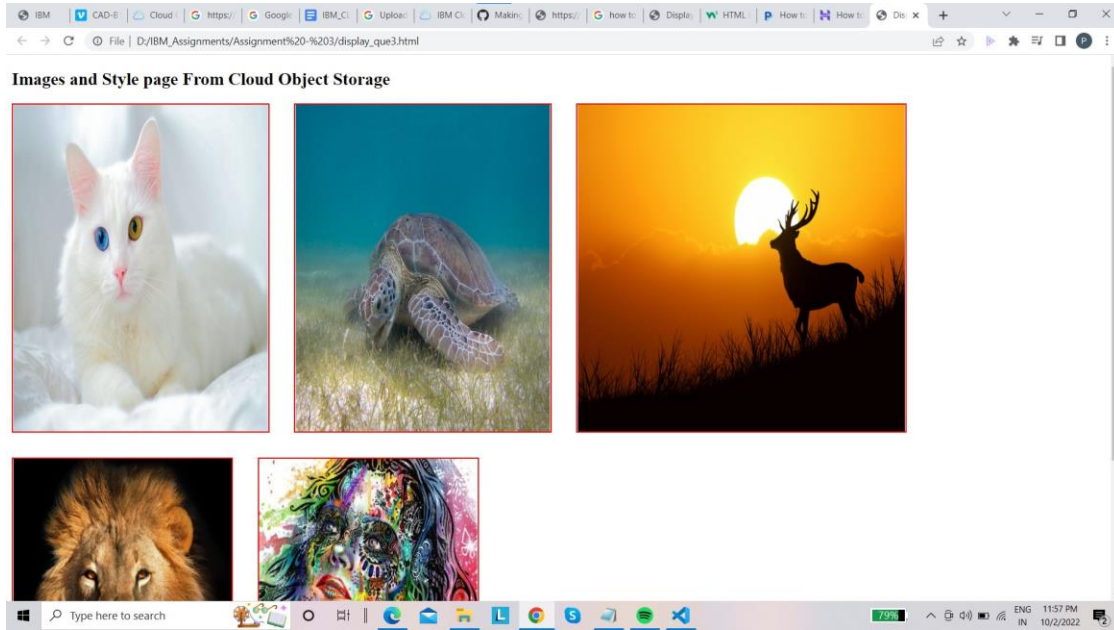 IBM CAD-B Cloud G https:// Google IBM_CL Upload IBM Clo Making https:/ how to Display HTML How to How to Dis
File D:/IBM_Assignments/Assignment%20-%203/display_que3.html P
Images and Style page From Cloud Object Storage
Type here to search
79%
ENG 11:57 PM
IN 10/2/2022
2